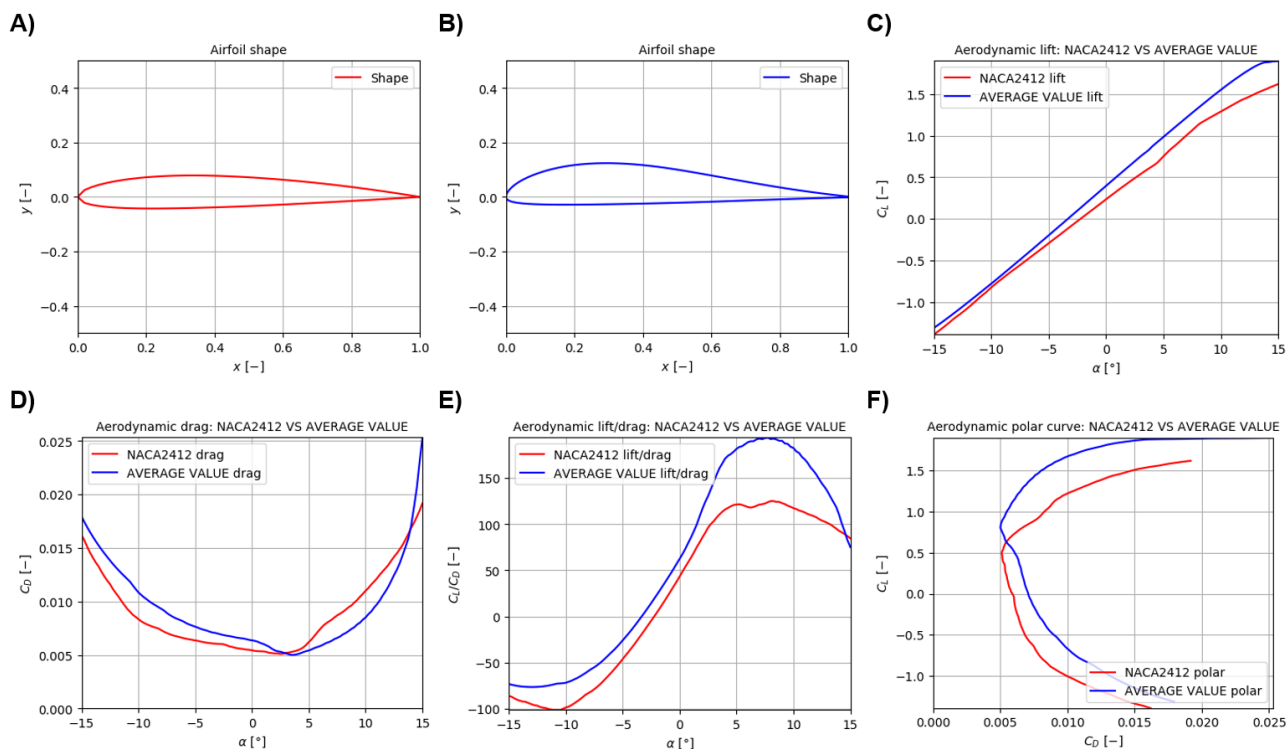 A)
Airfoil shape
Shape
y [−]
0.4
0.2
0.0
−0.2
−0.4
0.0 0.2 0.4 0.6 0.8 1.0
x [−]
B)
Airfoil shape
Shape
y [−]
0.4
0.2
0.0
−0.2
−0.4
0.0 0.2 0.4 0.6 0.8 1.0
x [−]
C)
Aerodynamic lift: NACA2412 VS AVERAGE VALUE
NACA2412 lift
AVERAGE VALUE lift
C_L [−]
1.5
1.0
0.5
0.0
−0.5
−1.0
−15 −10 −5 0 5 10 15
α [°]
D)
Aerodynamic drag: NACA2412 VS AVERAGE VALUE
NACA2412 drag
AVERAGE VALUE drag
C_D [−]
0.025
0.020
0.015
0.010
0.005
0.000
−15 −10 −5 0 5 10 15
α [°]
E)
Aerodynamic lift/drag: NACA2412 VS AVERAGE VALUE
NACA2412 lift/drag
AVERAGE VALUE lift/drag
C_L/C_D [−]
150
100
50
0
−50
−100
−15 −10 −5 0 5 10 15
α [°]
F)
Aerodynamic polar curve: NACA2412 VS AVERAGE VALUE
C_L [−]
1.5
1.0
0.5
0.0
−0.5
−1.0
NACA2412 polar
AVERAGE VALUE polar
0.000 0.005 0.010 0.015 0.020 0.025
C_D [−]